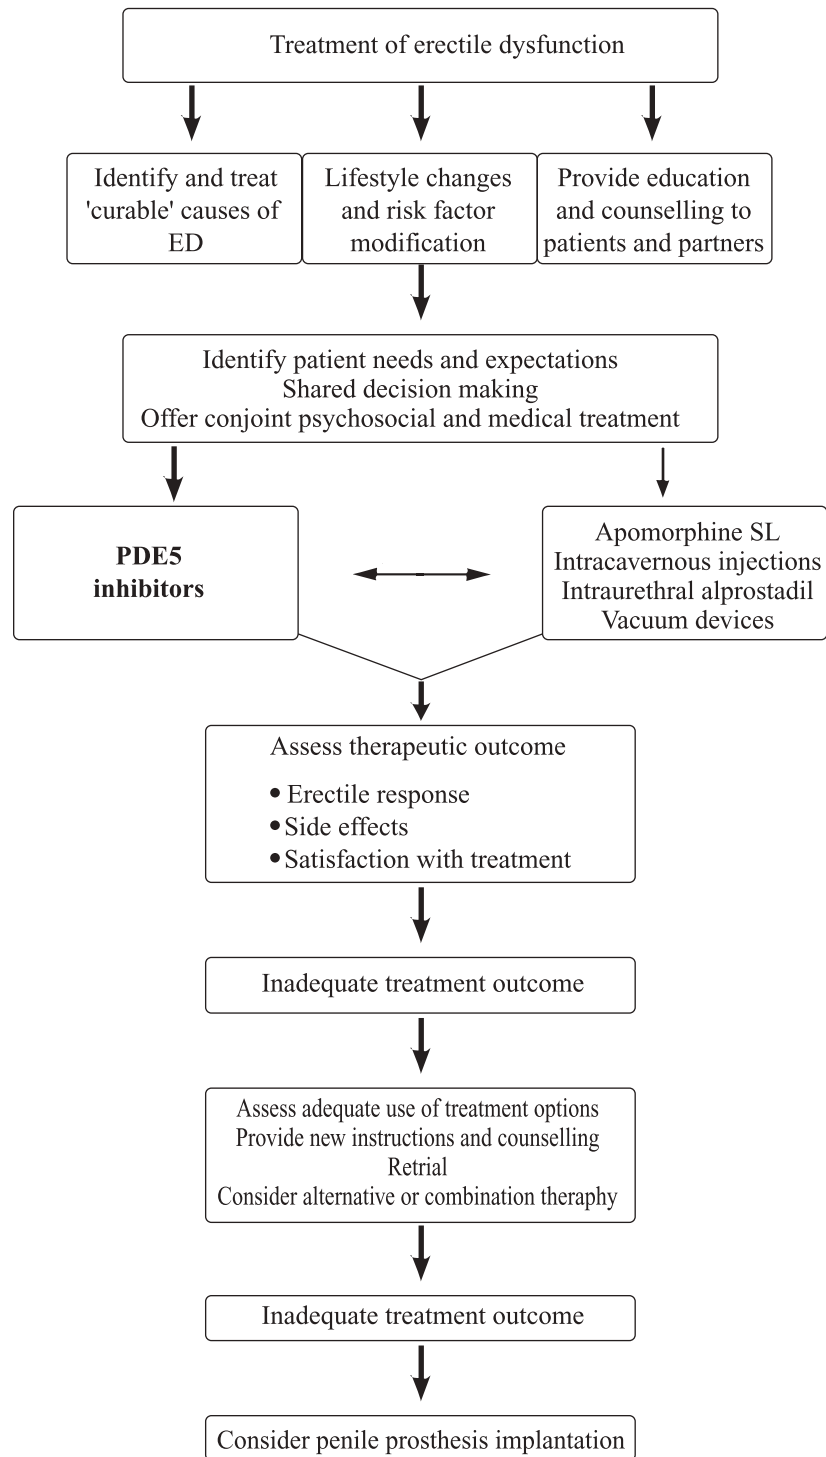 Treatment of erectile dysfunction
Identify and treat
'curable' causes of
ED
Lifestyle changes
and risk factor
modification
Provide education
and counselling to
patients and partners
Identify patient needs and expectations
Shared decision making
Offer conjoint psychosocial and medical treatment
PDE5
inhibitors
Apomorphine SL
Intracavernous injections
Intraurethral alprostadil
Vacuum devices
Assess therapeutic outcome
• Erectile response
• Side effects
• Satisfaction with treatment
Inadequate treatment outcome
Assess adequate use of treatment options
Provide new instructions and counselling
Retrial
Consider alternative or combination theraphy
Inadequate treatment outcome
Consider penile prosthesis implantation